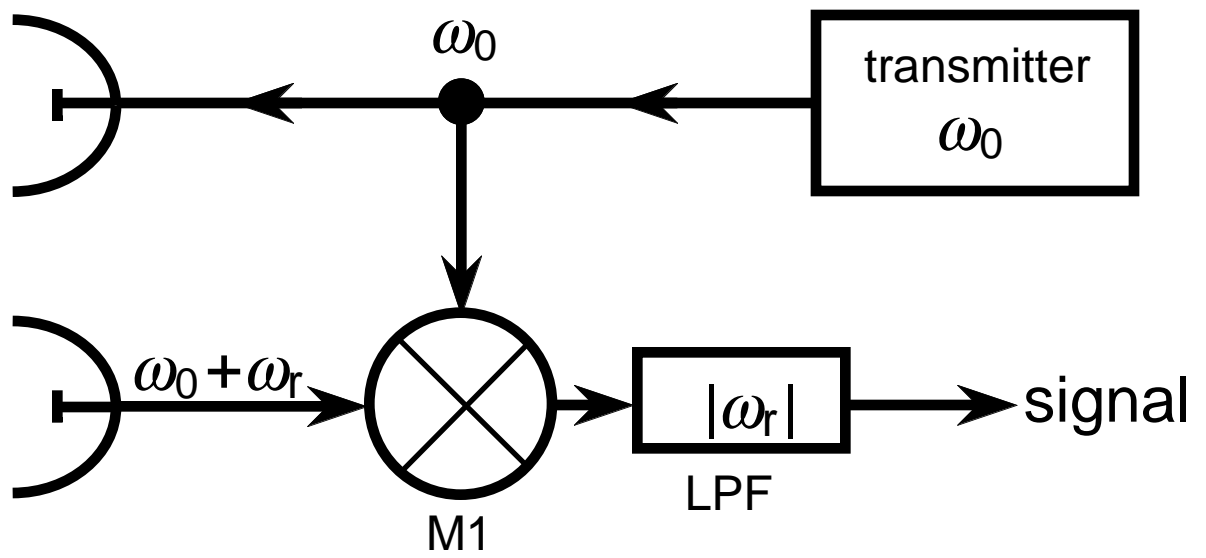 ω₀
transmitter
ω₀
ω₀+ωᵣ
|ωᵣ|
signal
LPF
M1